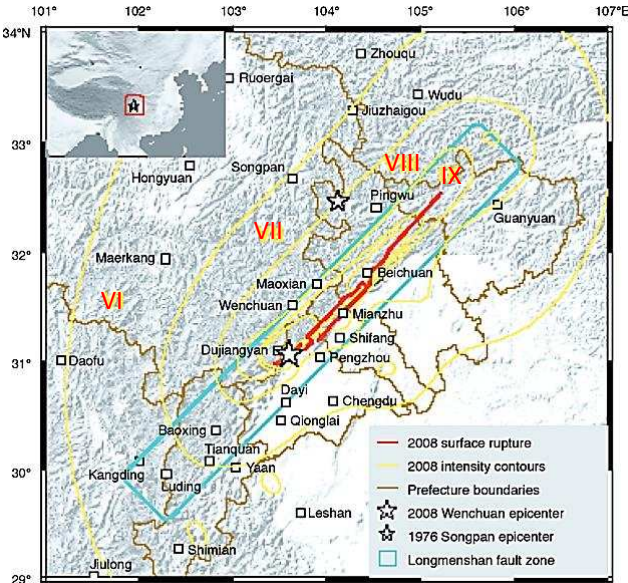 101° 102° 103° 104° 105° 106° 107°E
34°N
33°
32°
31°
30°
29°
Zhouqu
Ruoergai
Wudu
Jiuzhaigou
VIII
Hongyuan
Songpan
IX
Pingwu
Guanyuan
VII
Maerkang
Maoxian
Beichuan
VI
Wenchuan
Mianzhu
Shifang
Dujiangyan
Pengzhou
Daofu
Dayi
Chengdu
Qionglai
Baoxing
Tianquan
Kangding
Yaan
Luding
Leshan
Shimian
Jiulong
2008 surface rupture
2008 intensity contours
Prefecture boundaries
2008 Wenchuan epicenter
1976 Songpan epicenter
Longmenshan fault zone